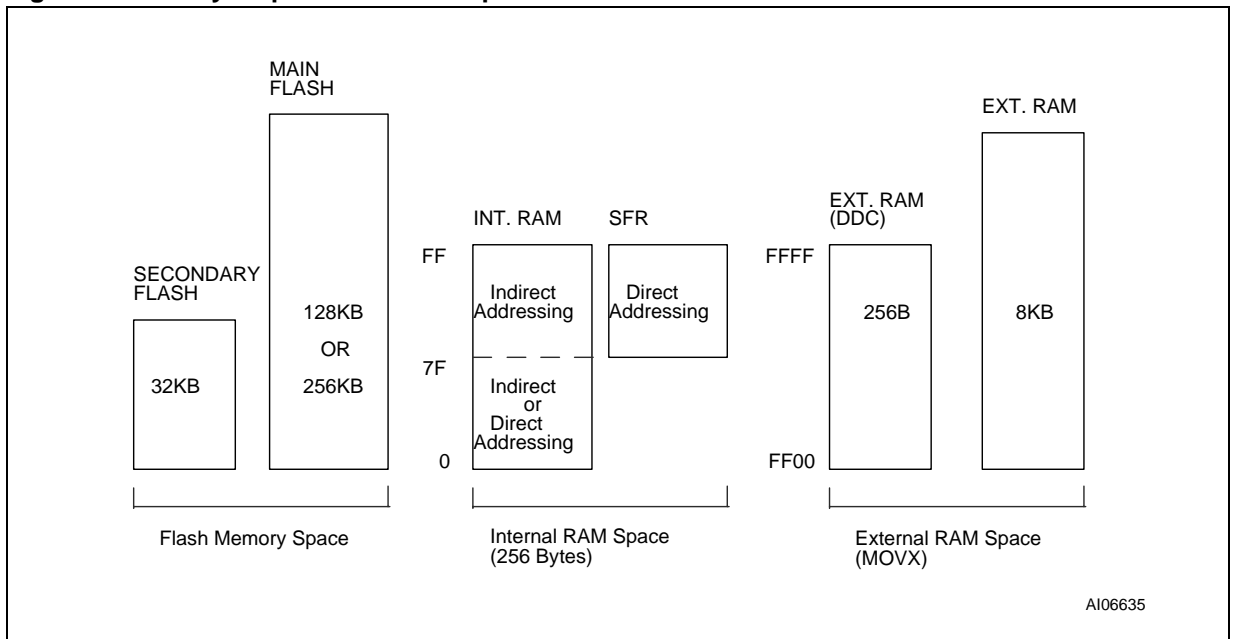 MAIN
FLASH
EXT. RAM
EXT. RAM
(DDC)
INT. RAM
SFR
FF
FFFF
SECONDARY
FLASH
Indirect
Addressing
Direct
Addressing
128KB
OR
256KB
256B
8KB
7F
32KB
Indirect
or
Direct
Addressing
0
FF00
Flash Memory Space
Internal RAM Space
(256 Bytes)
External RAM Space
(MOVX)
AI06635